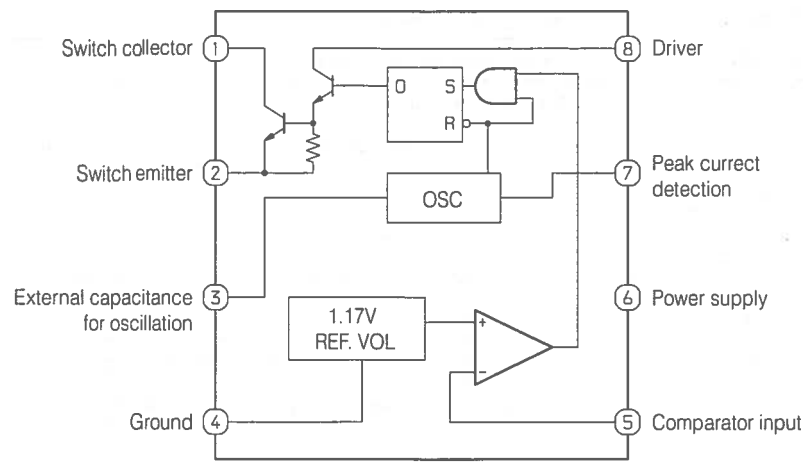 Switch collector
1
8
Driver
O
S
R
Switch emitter
2
7
Peak currect
detection
OSC
External capacitance
for oscillation
3
6
Power supply
1.17V
REF. VOL
+
−
Ground
4
5
Comparator input